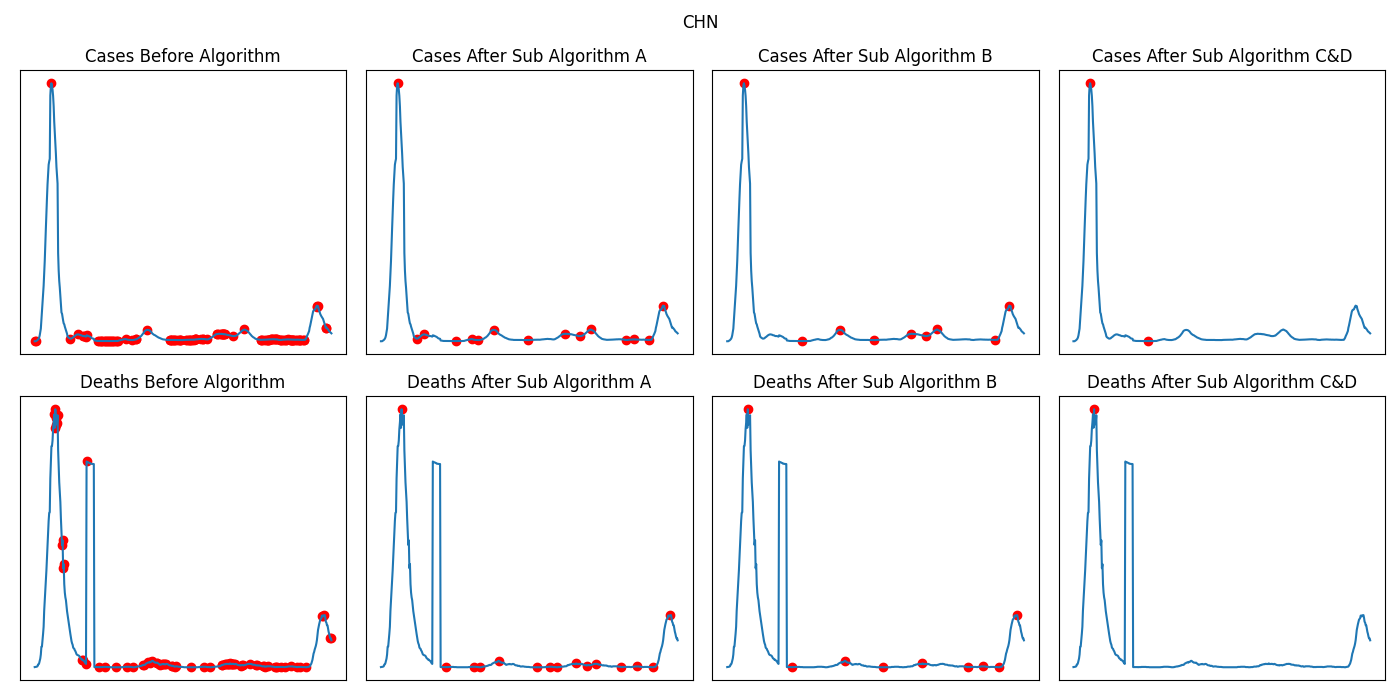 CHN
Cases Before Algorithm
Cases After Sub Algorithm A
Cases After Sub Algorithm B
Cases After Sub Algorithm C&D
Deaths Before Algorithm
Deaths After Sub Algorithm A
Deaths After Sub Algorithm B
Deaths After Sub Algorithm C&D